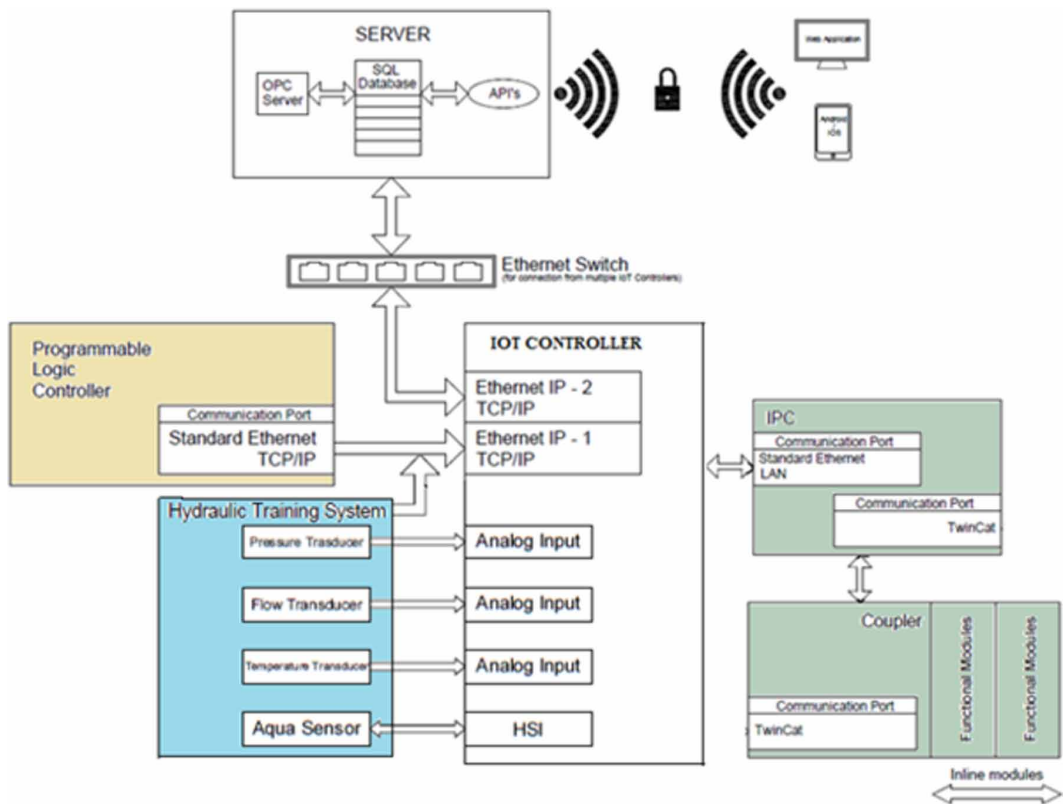 SERVER
OPC
Server
SQL
Database
API's
Web Application
Android
/
iOS
Ethernet Switch
(for connection from multiple IoT Controllers)
Programmable
Logic
Controller
Communication Port
Standard Ethernet
TCP/IP
IOT CONTROLLER
Ethernet IP - 2
TCP/IP
Ethernet IP - 1
TCP/IP
Hydraulic Training System
Pressure Trasducer
Analog Input
Flow Transducer
Analog Input
Temperature Transducer
Analog Input
Aqua Sensor
HSI
IPC
Communication Port
Standard Ethernet
LAN
Communication Port
TwinCat
Coupler
Communication Port
TwinCat
Functional Modules
Functional Modules
Inline modules